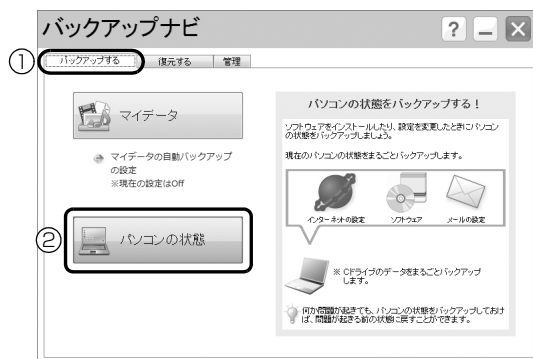 バックアップナビ
? － ×
① バックアップする 復元する 管理
マイデータ
マイデータの自動バックアップ
の設定
※現在の設定はOff
② パソコンの状態
パソコンの状態をバックアップする！
ソフトウェアをインストールしたり、設定を変更したときにパソコン
の状態をバックアップしましょう。
現在のパソコンの状態をまるごとバックアップします。
インターネットの設定 ソフトウェア メールの設定
※ Cドライブのデータをまるごとバックアップ
します。
何か問題が起きても、パソコンの状態をバックアップしておけ
ば、問題が起きる前の状態に戻すことができます。